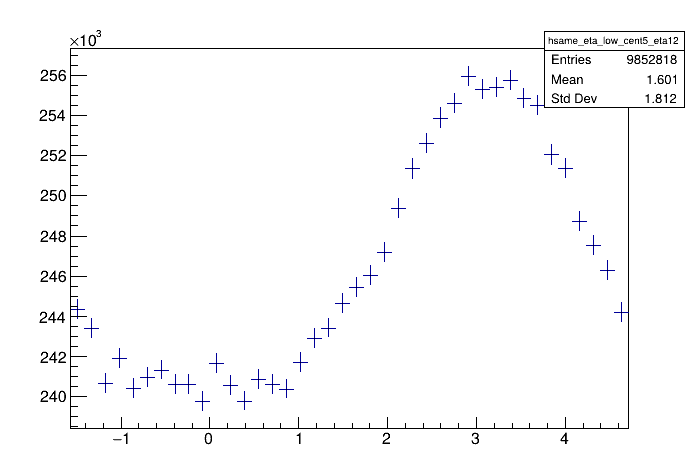 ×10³
hsame_eta_low_cent5_eta12
Entries 9852818
Mean 1.601
Std Dev 1.812
256
254
252
250
248
246
244
242
240
−1 0 1 2 3 4